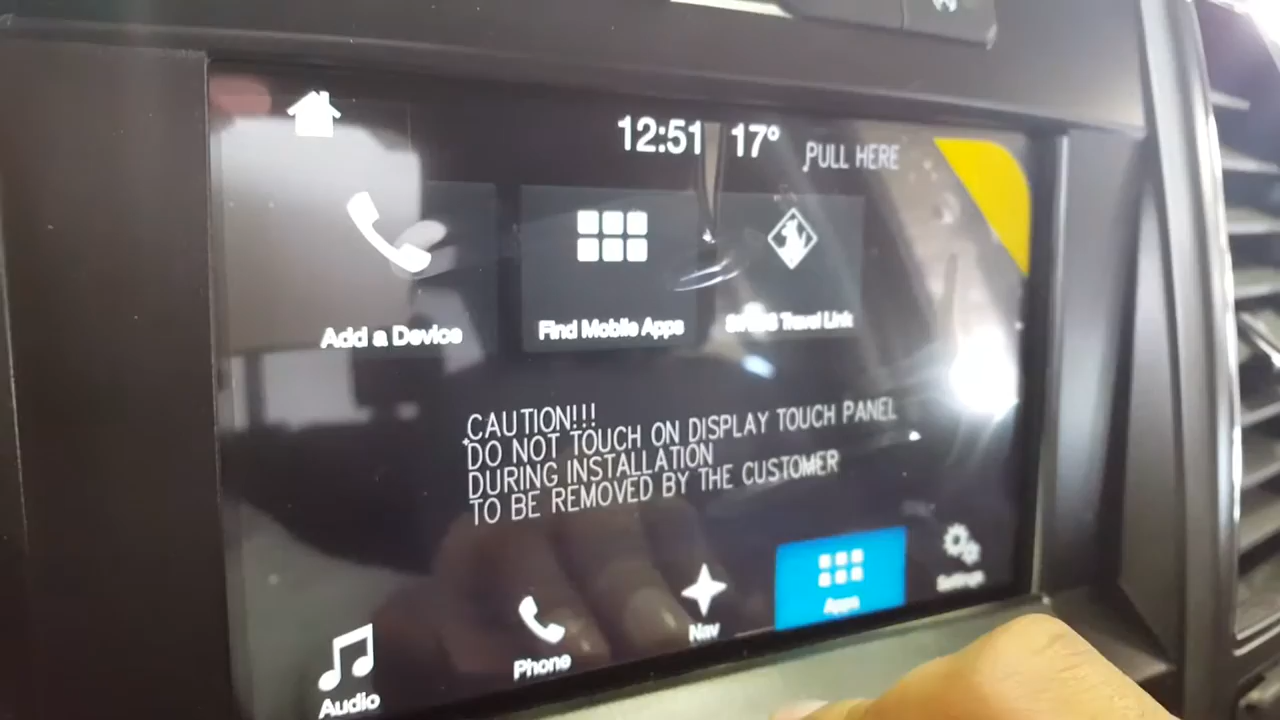 12:51 17°
PULL HERE
Add a Device
Find Mobile Apps
Travel Link
CAUTION!!!
DO NOT TOUCH ON DISPLAY TOUCH PANEL
DURING INSTALLATION
TO BE REMOVED BY THE CUSTOMER
Audio
Phone
Nav
Apps
Settings